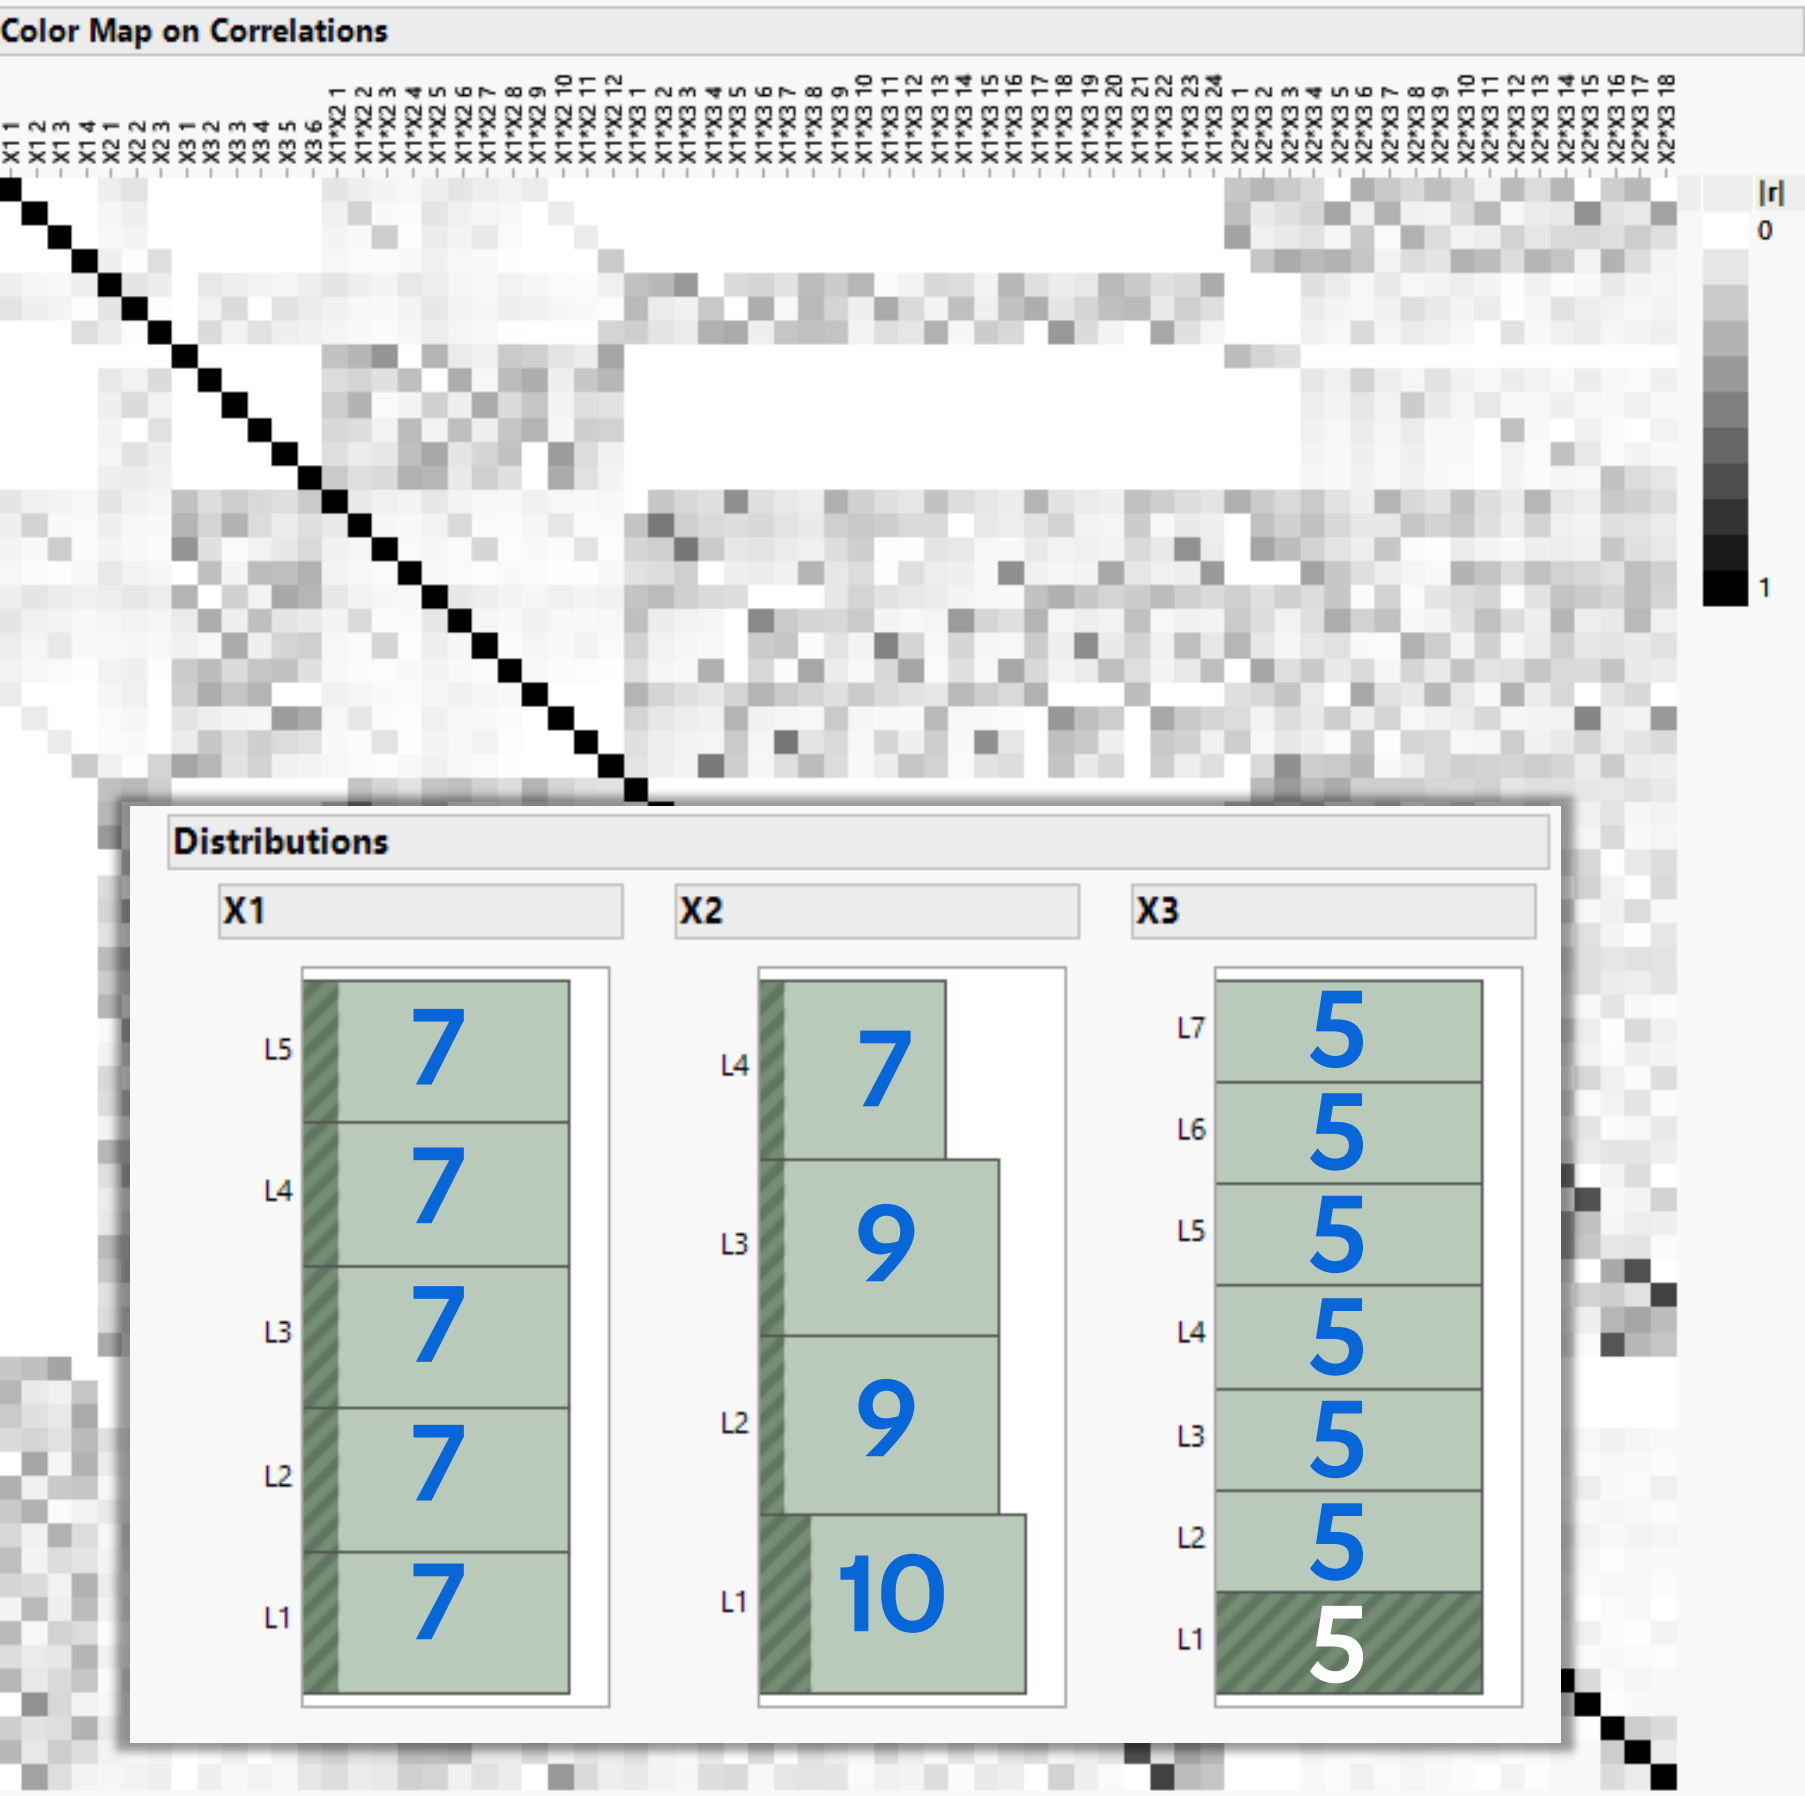 Color Map on Correlations
X1 1
X1 2
X1 3
X1 4
X2 1
X2 2
X2 3
X3 1
X3 2
X3 3
X3 4
X3 5
X3 6
X1*X2 1
X1*X2 2
X1*X2 3
X1*X2 4
X1*X2 5
X1*X2 6
X1*X2 7
X1*X2 8
X1*X2 9
X1*X2 10
X1*X2 11
X1*X2 12
X1*X3 1
X1*X3 2
X1*X3 3
X1*X3 4
X1*X3 5
X1*X3 6
X1*X3 7
X1*X3 8
X1*X3 9
X1*X3 10
X1*X3 11
X1*X3 12
X1*X3 13
X1*X3 14
X1*X3 15
X1*X3 16
X1*X3 17
X1*X3 18
X1*X3 19
X1*X3 20
X1*X3 21
X1*X3 22
X1*X3 23
X1*X3 24
X2*X3 1
X2*X3 2
X2*X3 3
X2*X3 4
X2*X3 5
X2*X3 6
X2*X3 7
X2*X3 8
X2*X3 9
X2*X3 10
X2*X3 11
X2*X3 12
X2*X3 13
X2*X3 14
X2*X3 15
X2*X3 16
X2*X3 17
X2*X3 18
|r|
0
1
Distributions
X1
L5 7
L4 7
L3 7
L2 7
L1 7
X2
L4 7
L3 9
L2 9
L1 10
X3
L7 5
L6 5
L5 5
L4 5
L3 5
L2 5
L1 5